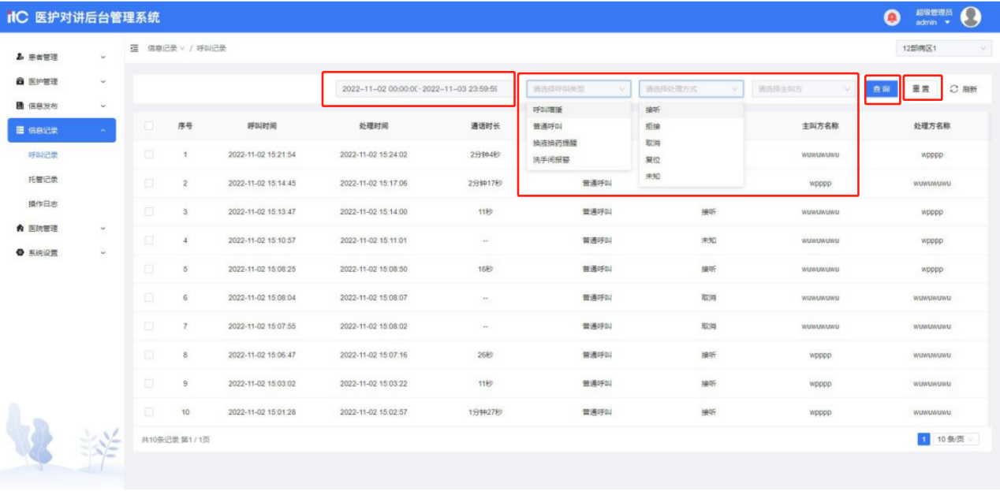 itC 医护对讲后台管理系统
超级管理员
admin
患者管理
医护管理
信息发布
信息记录
呼叫记录
托管记录
操作日志
医院管理
系统设置
信息记录 / 呼叫记录
12部病区1
2022-11-02 00:00:00 - 2022-11-03 23:59:59 请选择呼叫类型 请选择处理方式 请选择主叫方 查询 重置 刷新
呼叫增援
普通呼叫
换液换药提醒
洗手间报警
接听
拒接
取消
复位
未知
序号 呼叫时间 处理时间 通话时长 主叫方名称 处理方名称
1 2022-11-02 15:21:54 2022-11-02 15:24:02 2分钟4秒 wuwuwuwu wpppp
2 2022-11-02 15:14:45 2022-11-02 15:17:06 2分钟17秒 普通呼叫 wpppp wuwuwuwu
3 2022-11-02 15:13:47 2022-11-02 15:14:00 11秒 普通呼叫 接听 wuwuwuwu wpppp
4 2022-11-02 15:10:57 2022-11-02 15:11:01 -- 普通呼叫 未知 wuwuwuwu wpppp
5 2022-11-02 15:08:25 2022-11-02 15:08:50 16秒 普通呼叫 接听 wuwuwuwu wpppp
6 2022-11-02 15:08:04 2022-11-02 15:08:07 -- 普通呼叫 取消 wuwuwuwu wuwuwuwu
7 2022-11-02 15:07:55 2022-11-02 15:08:02 -- 普通呼叫 取消 wuwuwuwu wuwuwuwu
8 2022-11-02 15:06:47 2022-11-02 15:07:16 26秒 普通呼叫 接听 wpppp wuwuwuwu
9 2022-11-02 15:03:02 2022-11-02 15:03:22 11秒 普通呼叫 接听 wpppp wuwuwuwu
10 2022-11-02 15:01:28 2022-11-02 15:02:57 1分钟27秒 普通呼叫 接听 wpppp wuwuwuwu
共10条记录 第1 / 1页
1 10 条/页